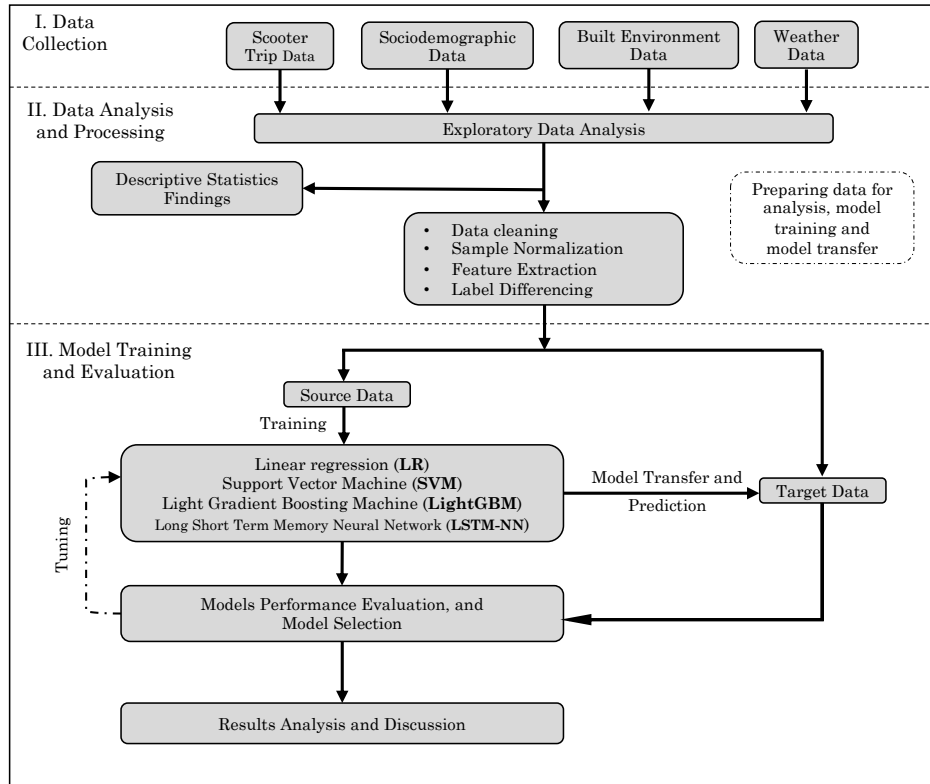 I. Data
Collection
Scooter
Trip Data
Sociodemographic
Data
Built Environment
Data
Weather
Data
II. Data Analysis
and Processing
Exploratory Data Analysis
Descriptive Statistics
Findings
Preparing data for
analysis, model
training and
model transfer
• Data cleaning
• Sample Normalization
• Feature Extraction
• Label Differencing
III. Model Training
and Evaluation
Source Data
Training
Linear regression (LR)
Support Vector Machine (SVM)
Light Gradient Boosting Machine (LightGBM)
Long Short Term Memory Neural Network (LSTM-NN)
Model Transfer and
Prediction
Target Data
Tuning
Models Performance Evaluation, and
Model Selection
Results Analysis and Discussion